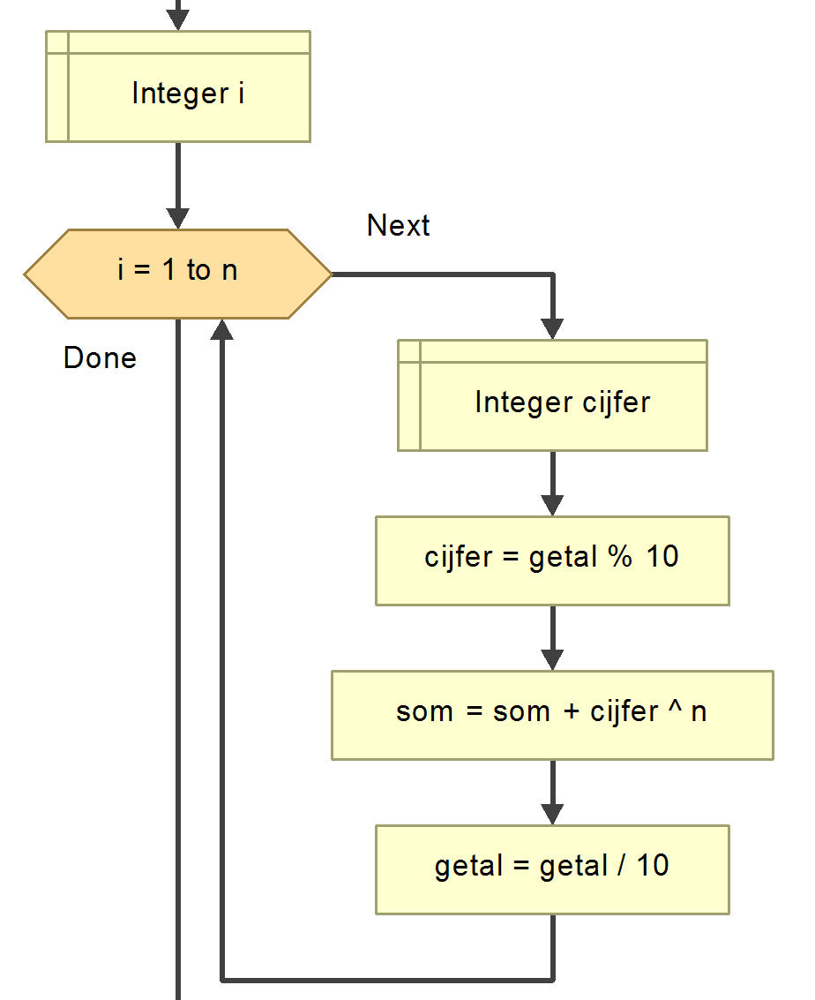 Integer i
i = 1 to n
Next
Done
Integer cijfer
cijfer = getal % 10
som = som + cijfer ^ n
getal = getal / 10